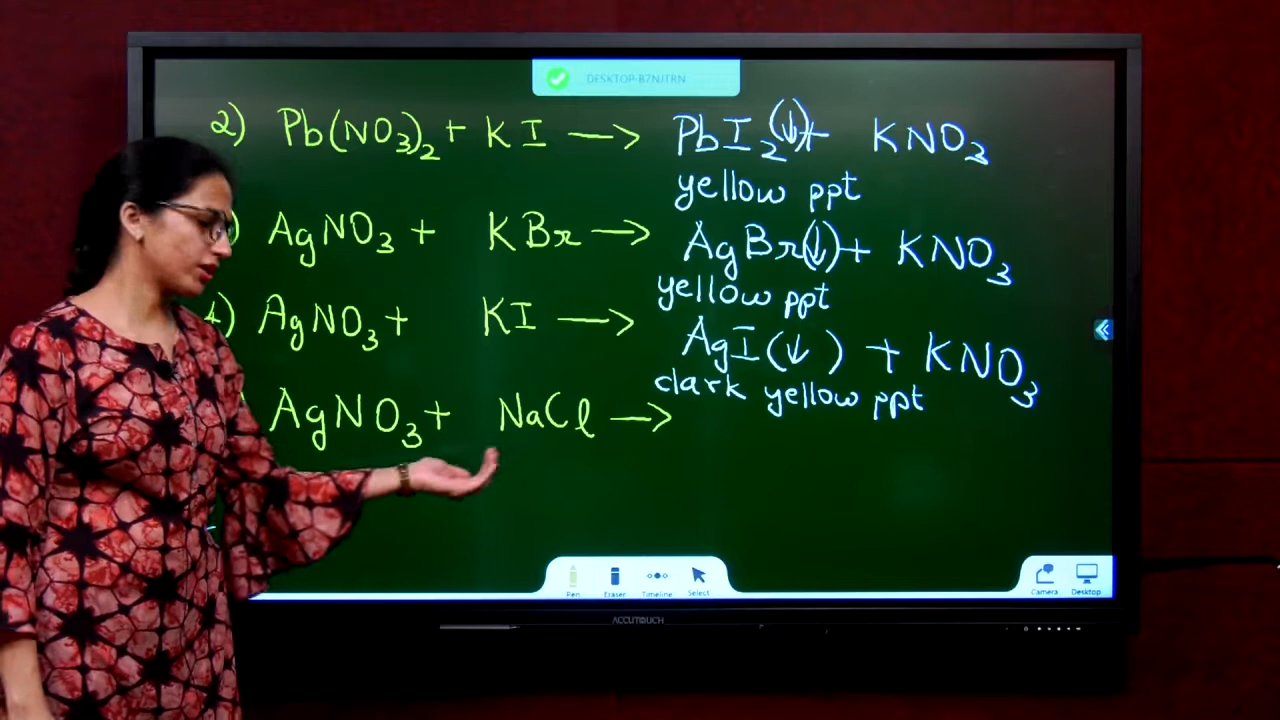 DESKTOP-B7NJTRN
2) Pb(NO3)2 + KI → PbI2(↓)+ KNO3
yellow ppt
) AgNO3 + KBr → AgBr(↓)+ KNO3
yellow ppt
4) AgNO3 + KI → AgI(↓) + KNO3
dark yellow ppt
AgNO3 + NaCl →
Pen Eraser Timeline Select Camera Desktop
ACCUTOUCH